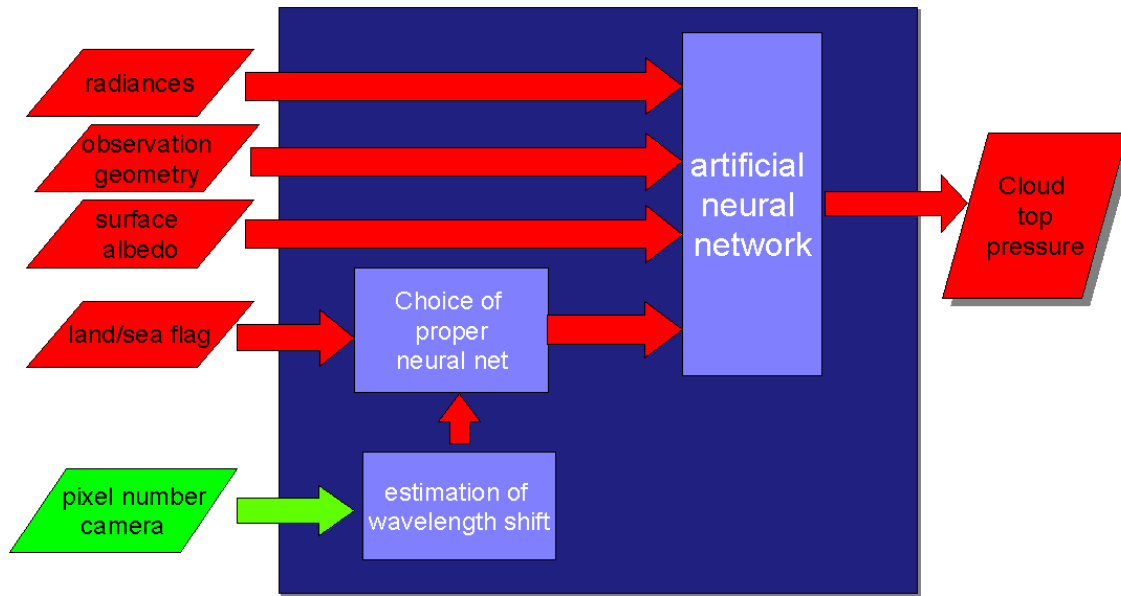 radiances
observation
geometry
surface
albedo
land/sea flag
pixel number
camera
Choice of
proper
neural net
estimation of
wavelength shift
artificial
neural
network
Cloud
top
pressure